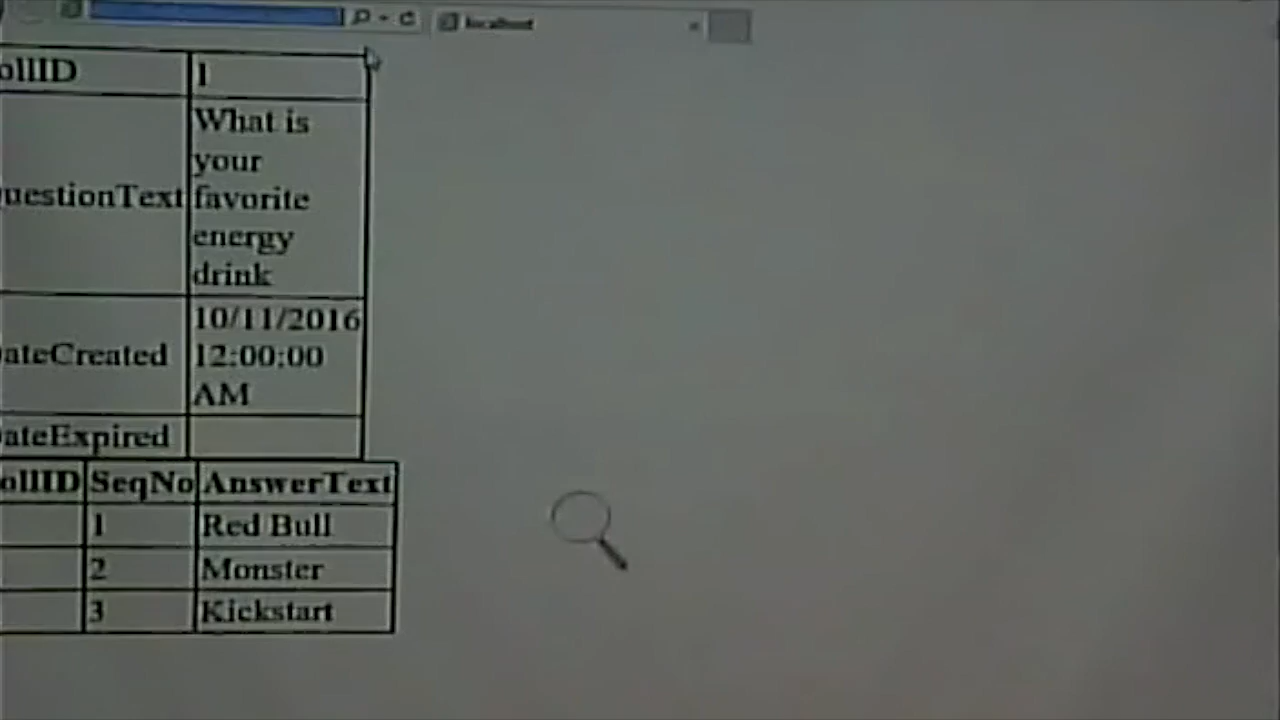 localhost
ollID 1
What is
your
uestionText favorite
energy
drink
10/11/2016
ateCreated 12:00:00
AM
ateExpired
ollID SeqNo AnswerText
1 Red Bull
2 Monster
3 Kickstart